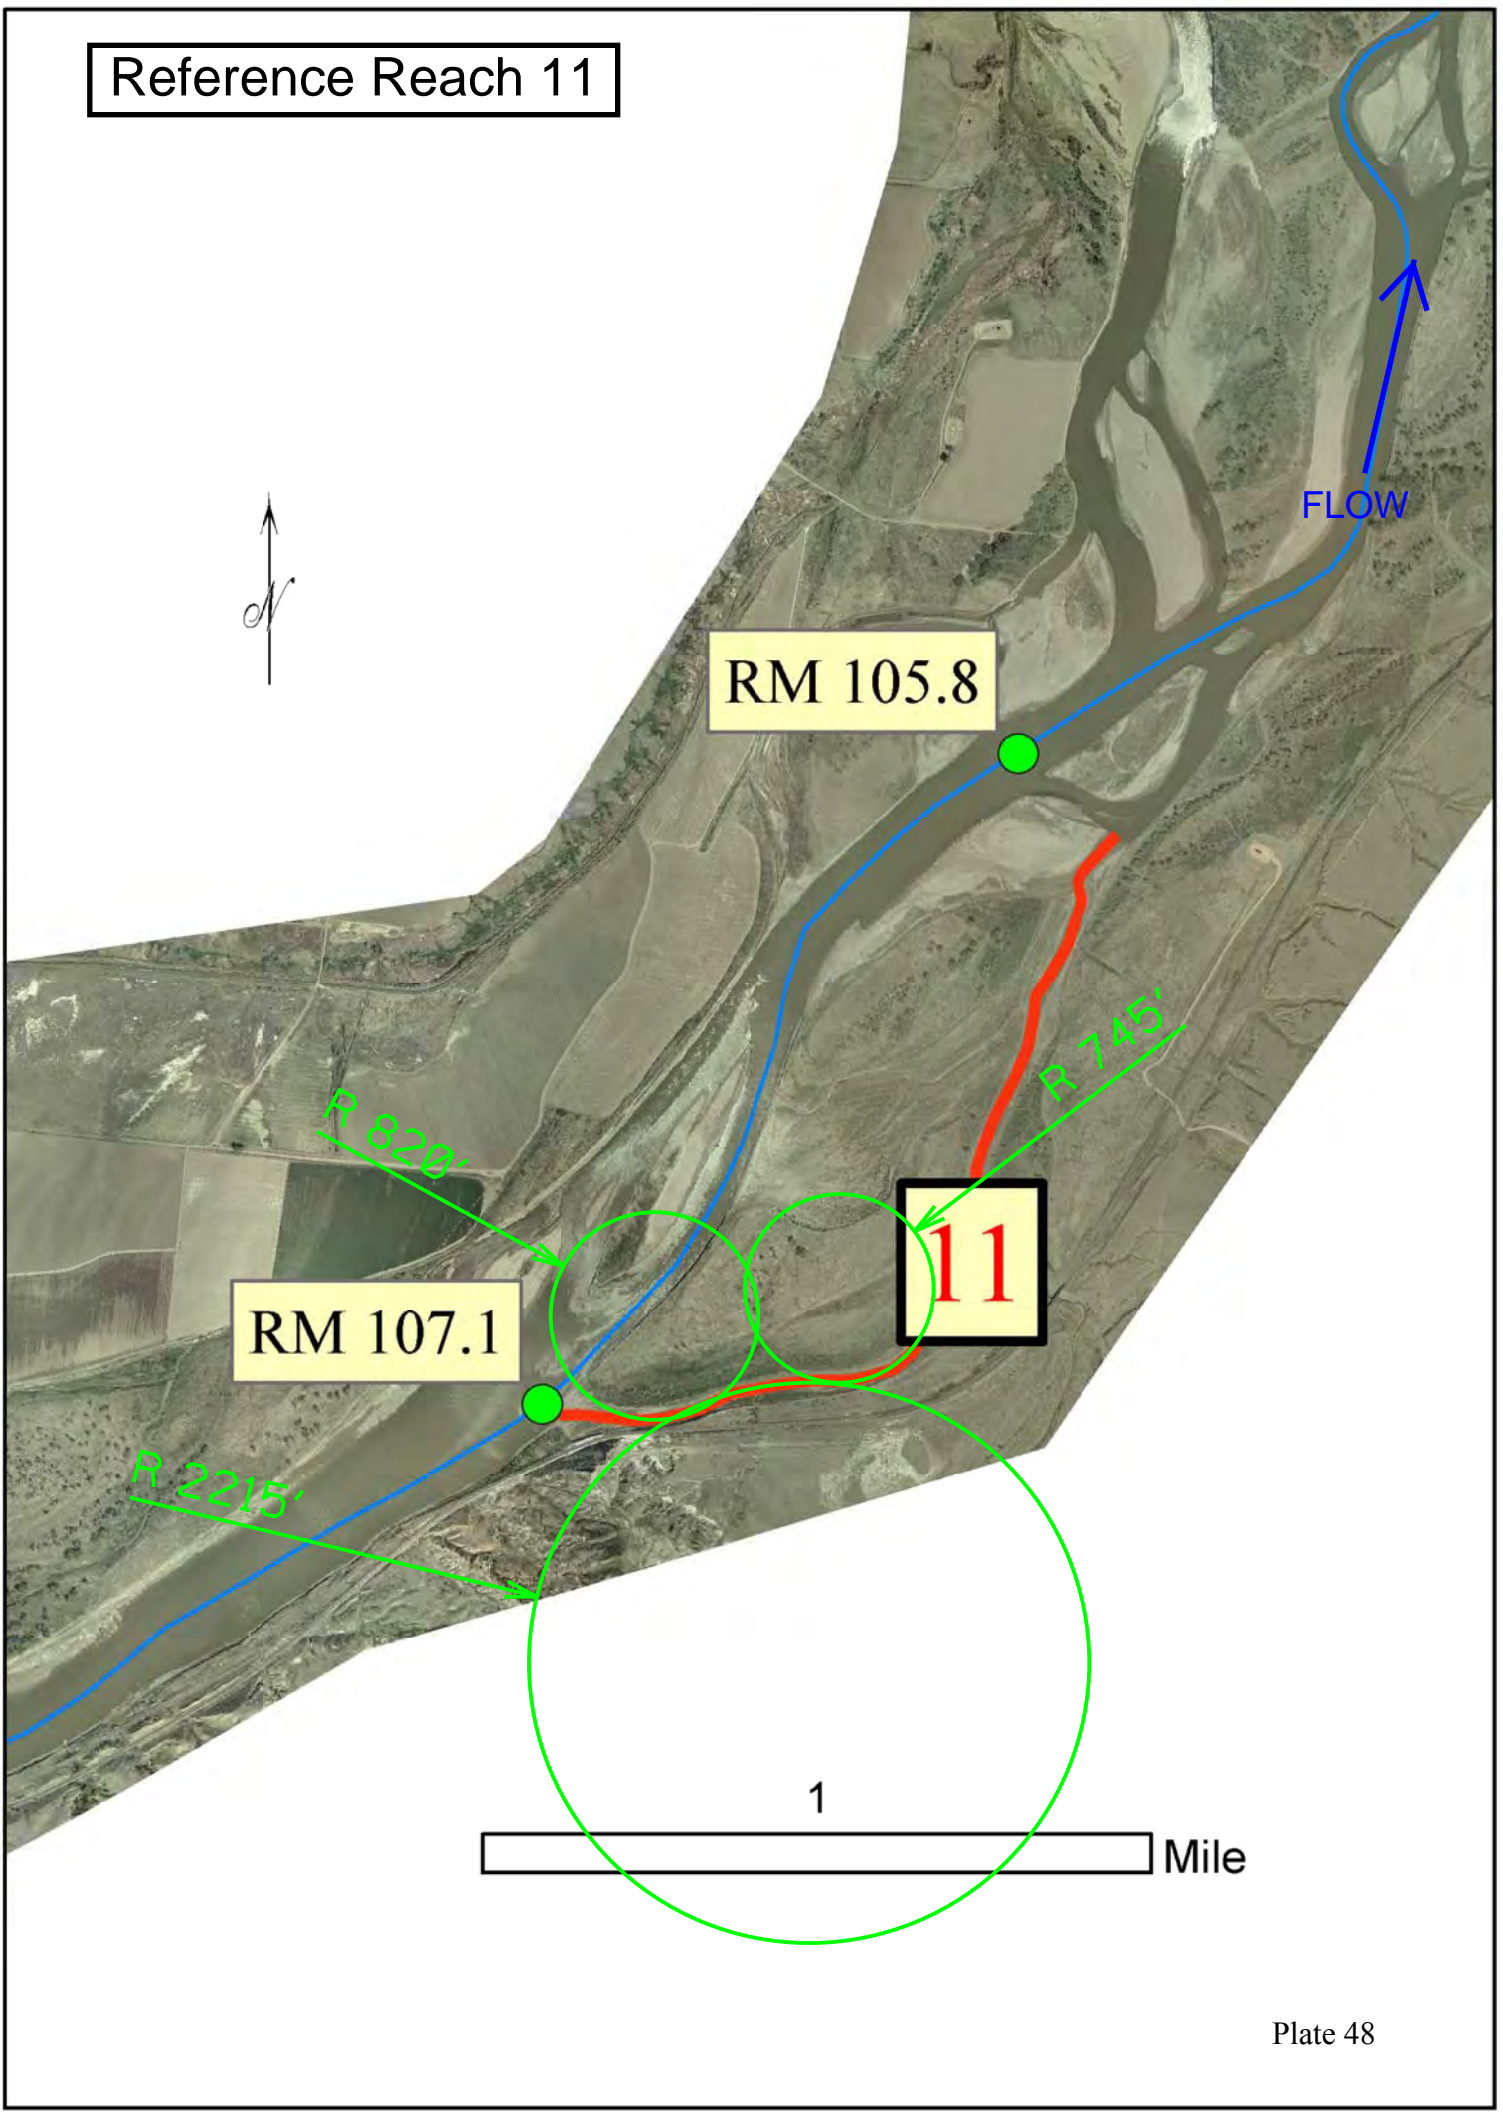 Reference Reach 11
FLOW
N
RM 105.8
R 745'
R 820'
11
RM 107.1
R 2215'
1
Mile
Plate 48